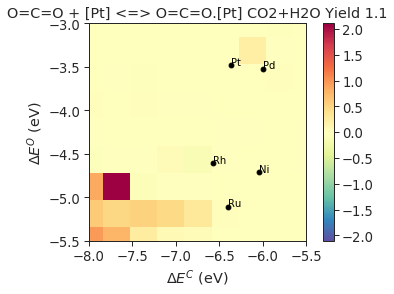 O=C=O + [Pt] <=> O=C=O.[Pt] CO2+H2O Yield 1.1
−3.0
−3.5
−4.0
−4.5
−5.0
−5.5
ΔE^O (eV)
Pt
Pd
Rh
Ni
Ru
−8.0 −7.5 −7.0 −6.5 −6.0 −5.5
ΔE^C (eV)
2.0
1.5
1.0
0.5
0.0
−0.5
−1.0
−1.5
−2.0